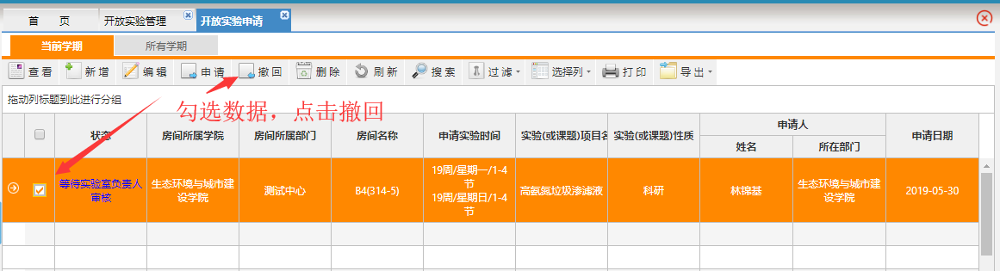 首 页 开放实验管理 开放实验申请
当前学期 所有学期
查看 新增 编辑 申请 撤回 删除 刷新 搜索 过滤 选择列 打印 导出
拖动列标题到此进行分组
勾选数据，点击撤回
状态 房间所属学院 房间所属部门 房间名称 申请实验时间 实验(或课题)项目名 实验(或课题)性质 申请人 申请日期
姓名 所在部门
等待实验室负责人
审核
生态环境与城市建
设学院
测试中心
B4(314-5)
19周/星期一/1-4
节
19周/星期日/1-4
节
高氨氮垃圾渗滤液
科研
林锦基
生态环境与城市建
设学院
2019-05-30